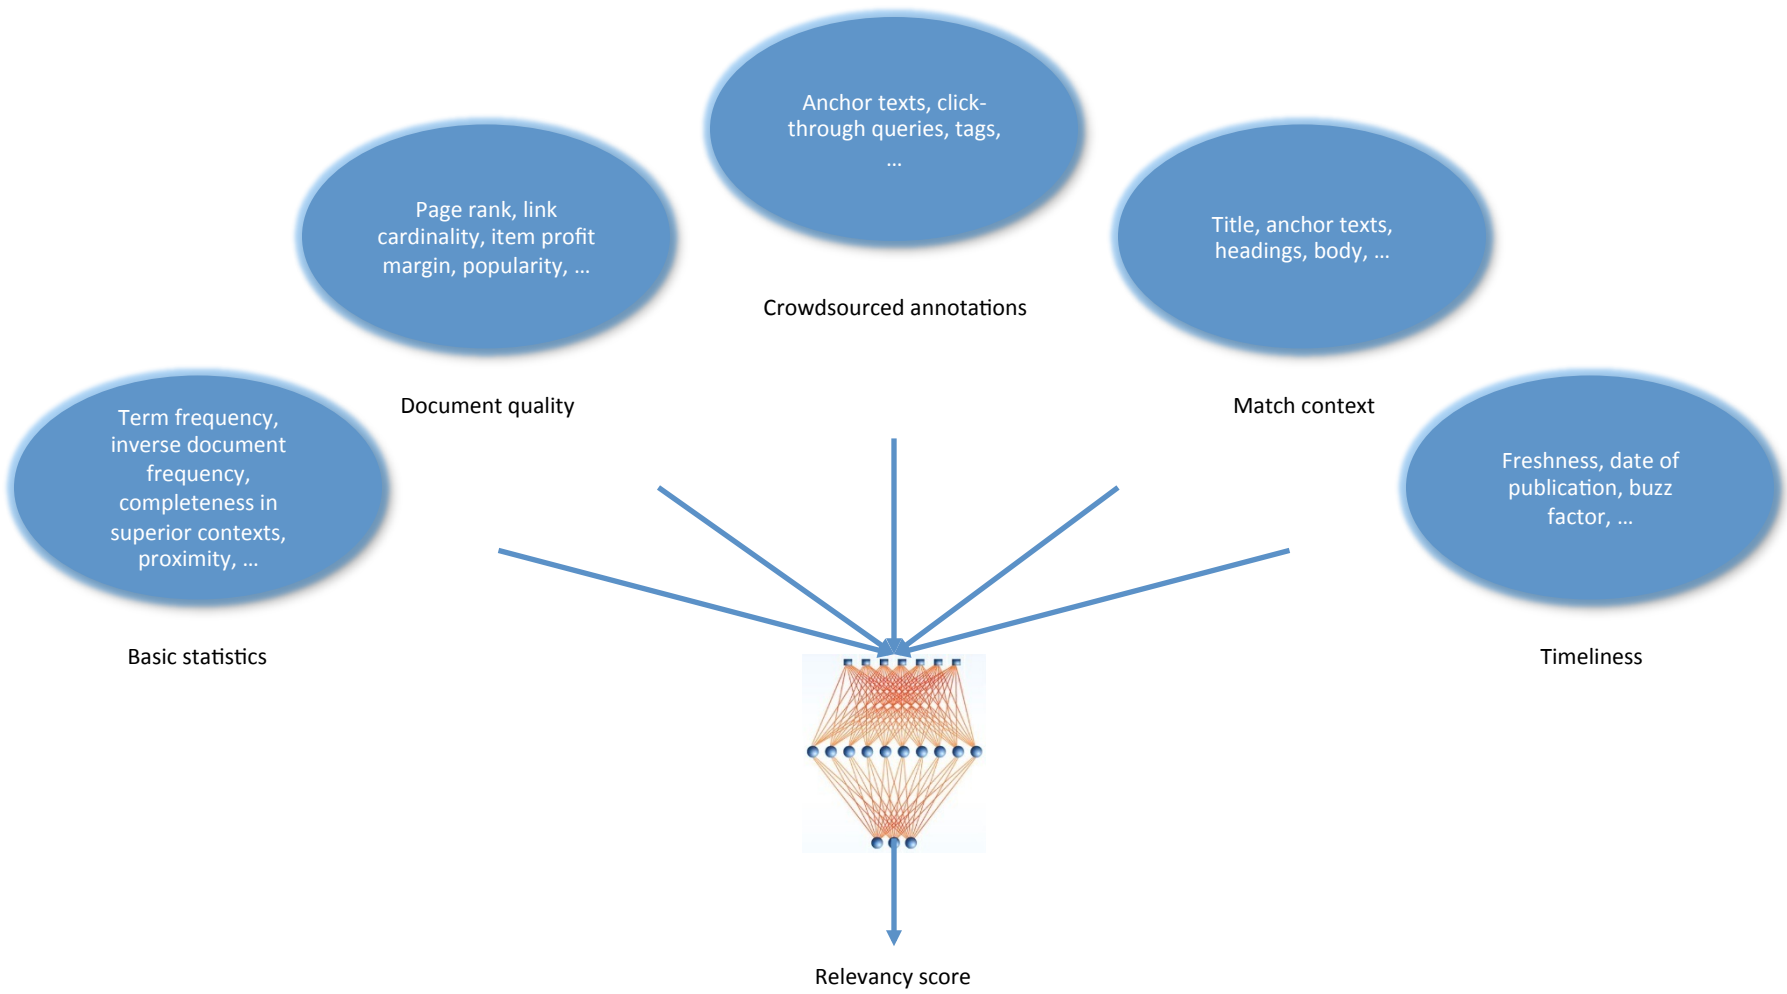 Anchor texts, click-
through queries, tags,
...
Crowdsourced annotations
Page rank, link
cardinality, item profit
margin, popularity, ...
Document quality
Title, anchor texts,
headings, body, ...
Match context
Term frequency,
inverse document
frequency,
completeness in
superior contexts,
proximity, ...
Basic statistics
Freshness, date of
publication, buzz
factor, ...
Timeliness
Relevancy score